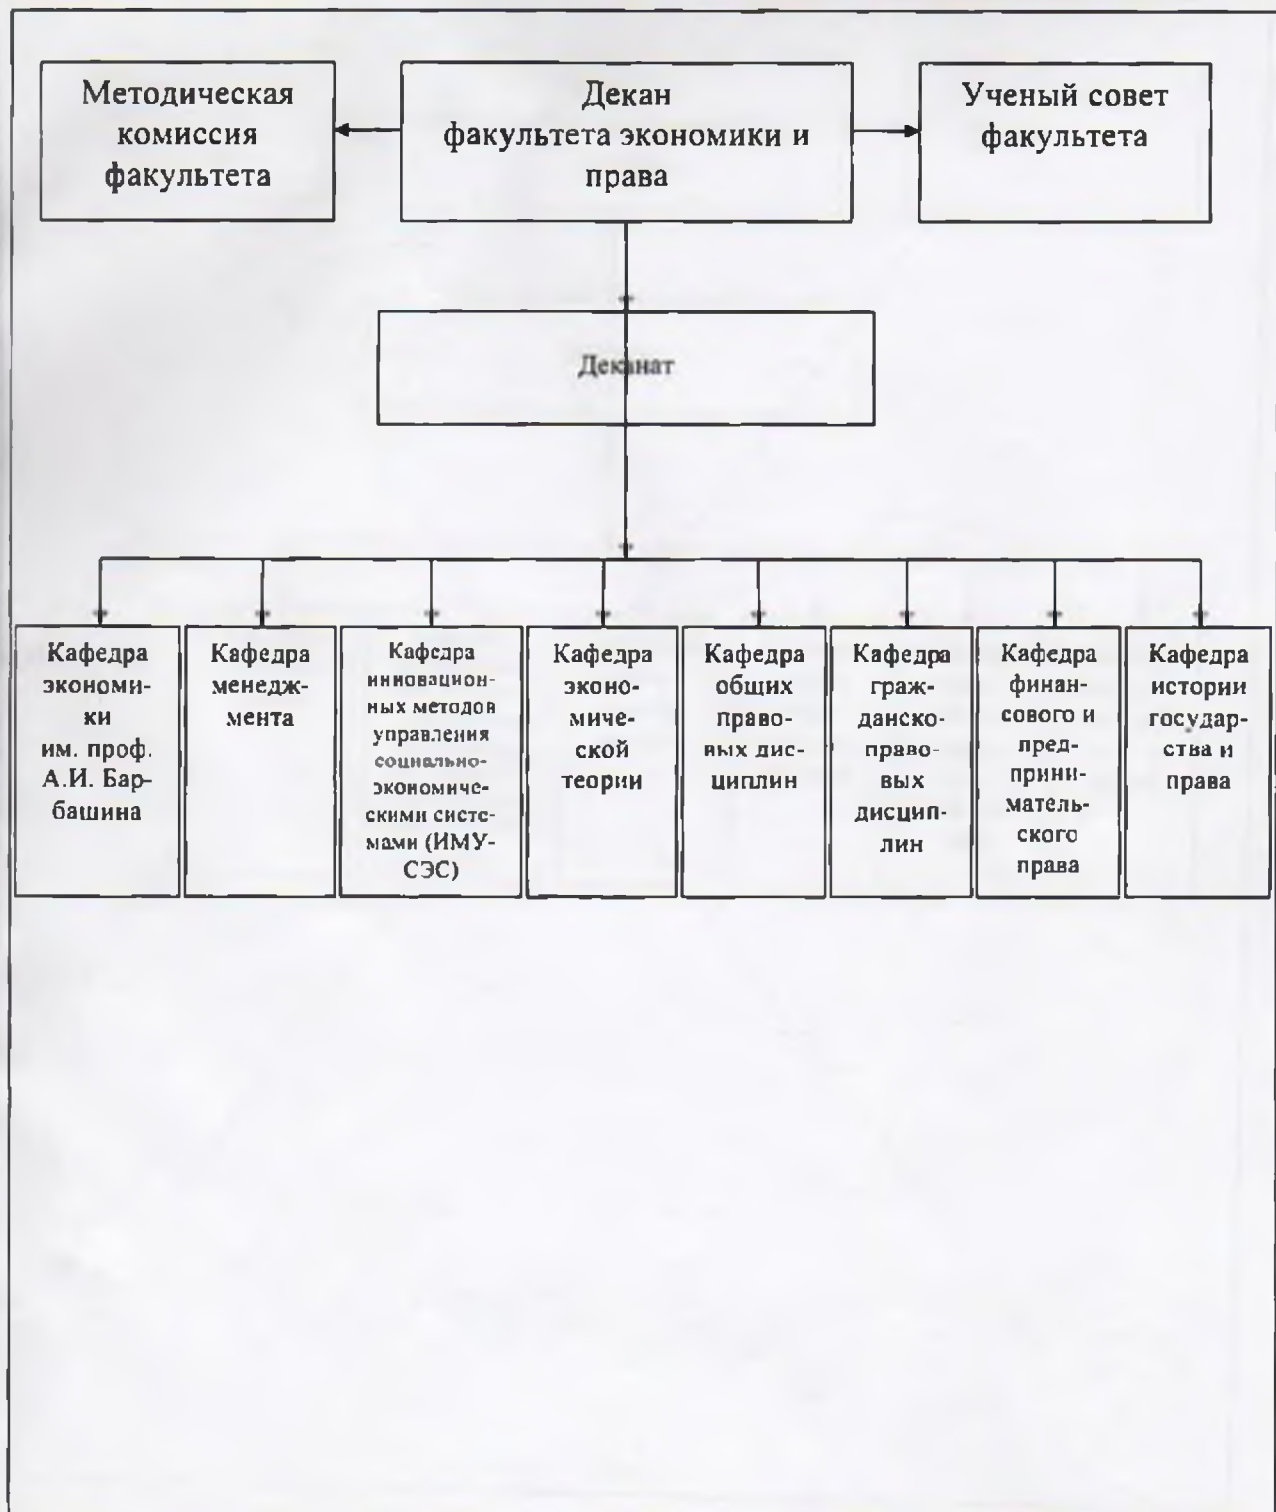 Методическая
комиссия
факультета
Декан
факультета экономики и
права
Ученый совет
факультета
Деканат
Кафедра
экономи-
ки
им. проф.
А.И. Бар-
башина
Кафедра
менедж-
мента
Кафедра
инновацион-
ных методов
управления
социально-
экономиче-
скими систе-
мами (ИМУ-
СЭС)
Кафедра
эконо-
миче-
ской
теории
Кафедра
общих
право-
вых дис-
циплин
Кафедра
граж-
данско-
право-
вых
дисцип-
лин
Кафедра
финан-
сового и
пред-
прини-
матель-
ского
права
Кафедра
истории
государ-
ства и
права